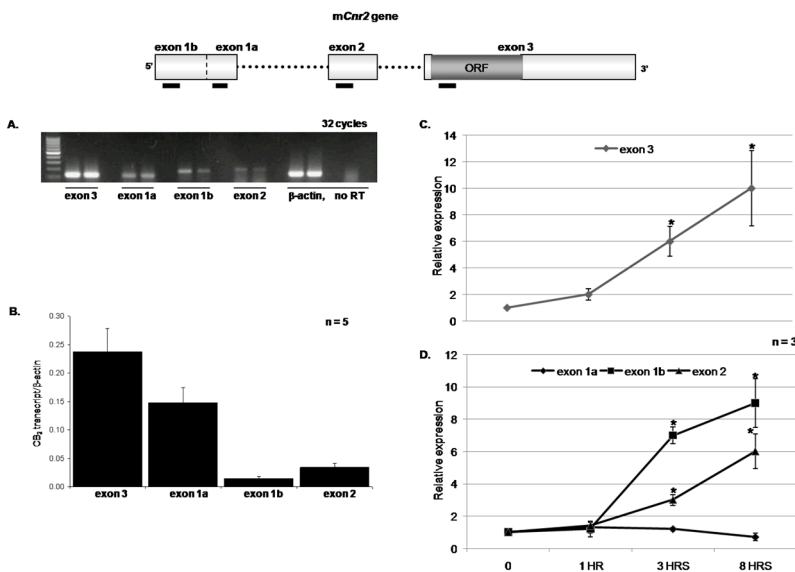 mCnr2 gene
exon 1b
exon 1a
exon 2
exon 3
5'
ORF
3'
A.
32 cycles
exon 3
exon 1a
exon 1b
exon 2
β-actin,
no RT
B.
n = 5
CB2 transcript/β-actin
0.30
0.25
0.20
0.15
0.10
0.05
0.00
exon 3
exon 1a
exon 1b
exon 2
C.
exon 3
Relative expression
14
12
10
8
6
4
2
0
*
*
n = 3
D.
exon 1a
exon 1b
exon 2
Relative expression
12
10
8
6
4
2
0
*
*
*
*
0
1 HR
3 HRS
8 HRS